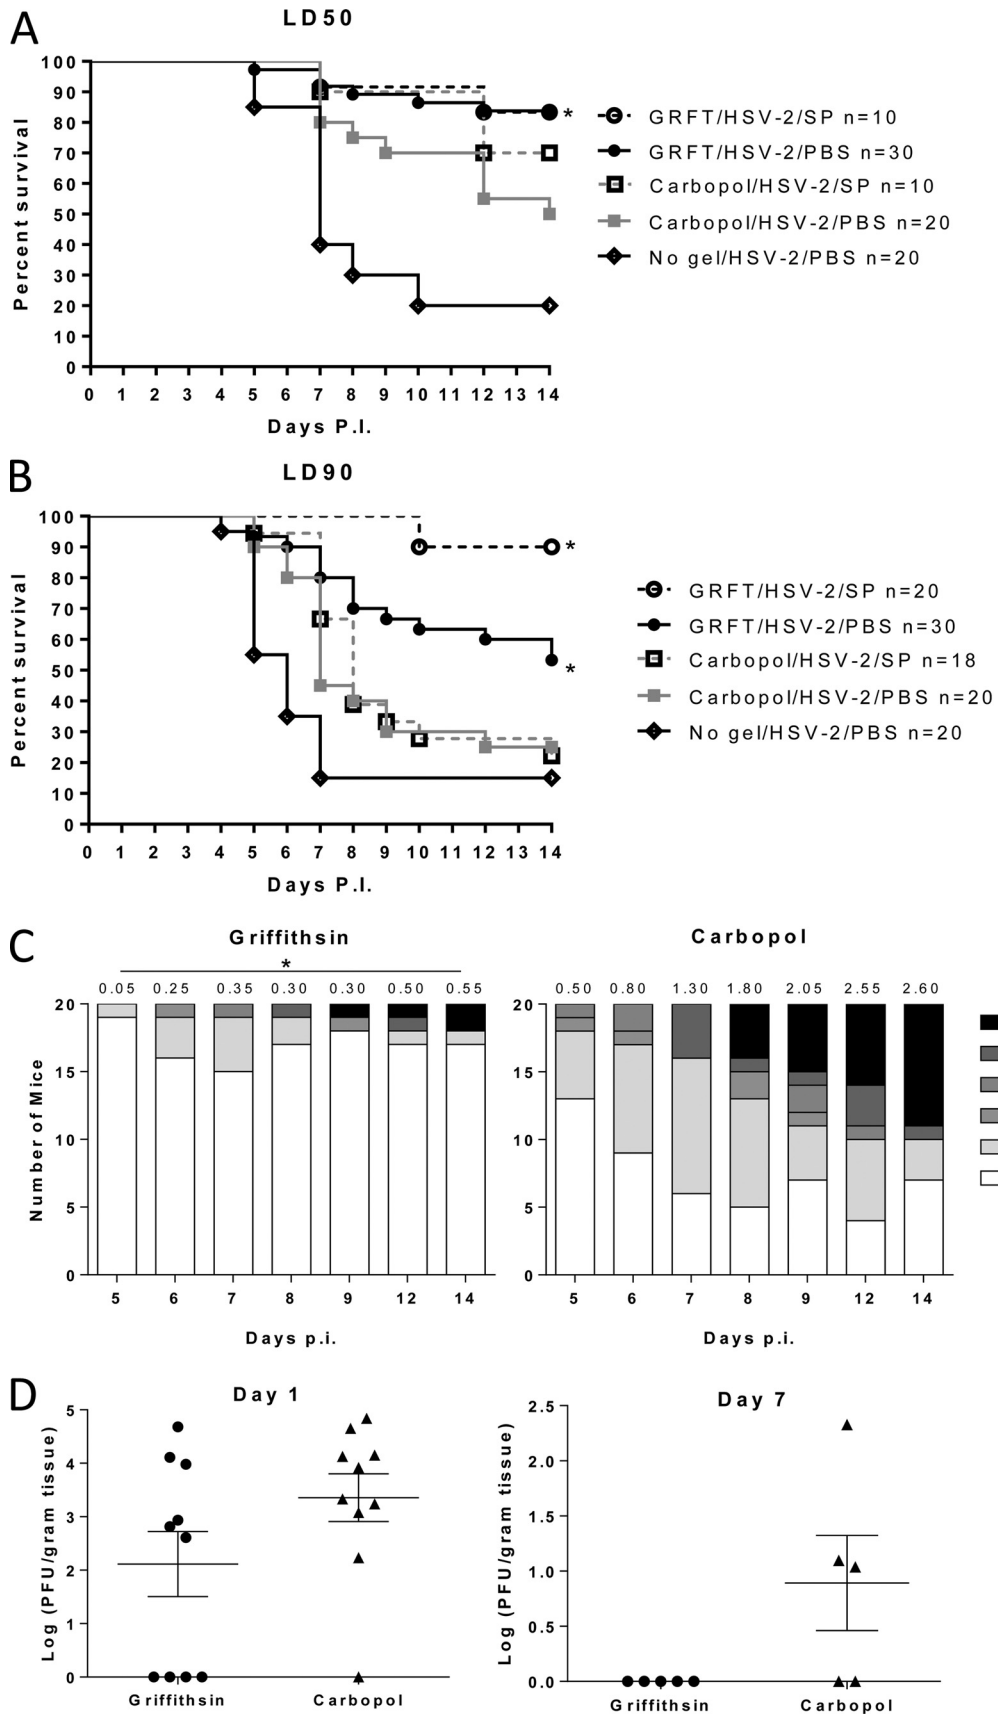 A
LD50
100
90
80
70
60
50
40
30
20
10
0
Percent survival
0 1 2 3 4 5 6 7 8 9 10 11 12 13 14
Days P.I.
*
GRFT/HSV-2/SP n=10
GRFT/HSV-2/PBS n=30
Carbopol/HSV-2/SP n=10
Carbopol/HSV-2/PBS n=20
No gel/HSV-2/PBS n=20
B
LD90
100
90
80
70
60
50
40
30
20
10
0
Percent survival
0 1 2 3 4 5 6 7 8 9 10 11 12 13 14
Days P.I.
*
*
GRFT/HSV-2/SP n=20
GRFT/HSV-2/PBS n=30
Carbopol/HSV-2/SP n=18
Carbopol/HSV-2/PBS n=20
No gel/HSV-2/PBS n=20
C
Griffithsin
*
0.05 0.25 0.35 0.30 0.30 0.50 0.55
20
15
10
5
0
Number of Mice
5 6 7 8 9 12 14
Days p.i.
Carbopol
0.50 0.80 1.30 1.80 2.05 2.55 2.60
20
15
10
5
0
5 6 7 8 9 12 14
Days p.i.
D
Day 1
5
4
3
2
1
0
Log (PFU/gram tissue)
Griffithsin Carbopol
Day 7
2.5
2.0
1.5
1.0
0.5
0.0
Log (PFU/gram tissue)
Griffithsin Carbopol